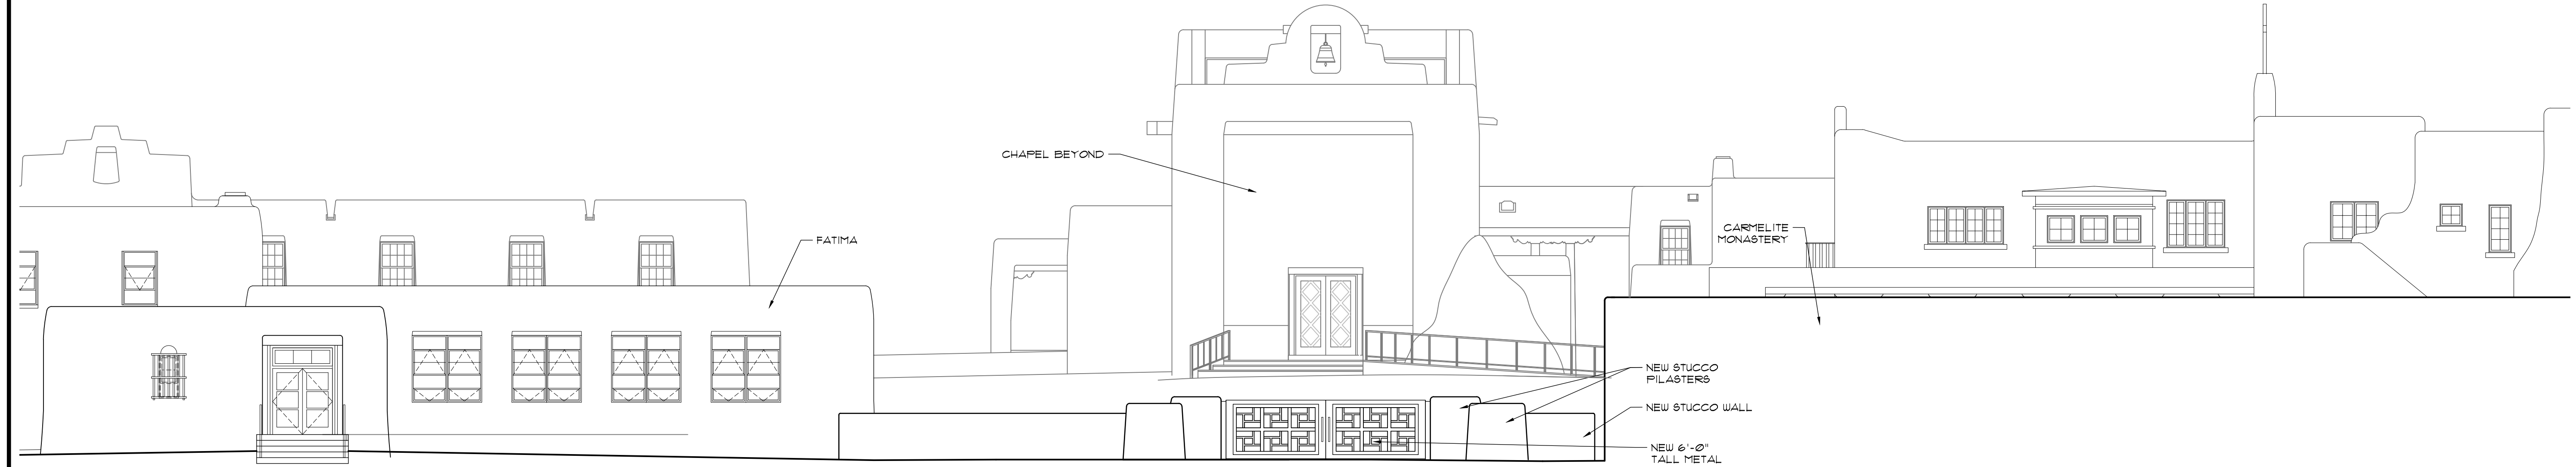 CHAPEL BEYOND
FATIMA
CARMELITE
MONASTERY
NEW STUCCO
PILASTERS
NEW STUCCO WALL
NEW 6'-0"
TALL METAL